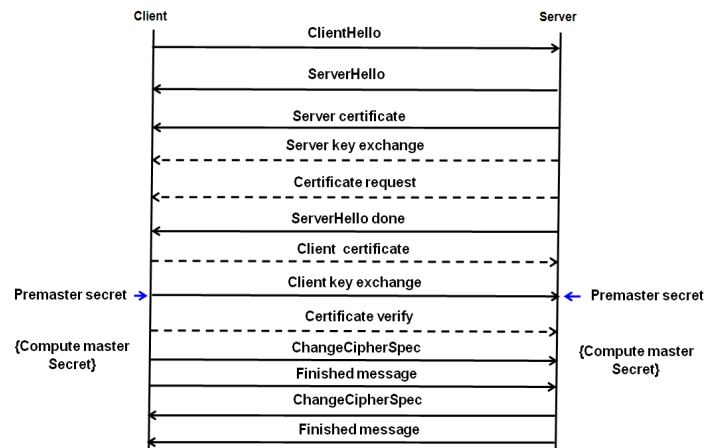 Client
Server
ClientHello
ServerHello
Server certificate
Server key exchange
Certificate request
ServerHello done
Client certificate
Client key exchange
Premaster secret
Premaster secret
Certificate verify
{Compute master
Secret}
ChangeCipherSpec
{Compute master
Secret}
Finished message
ChangeCipherSpec
Finished message